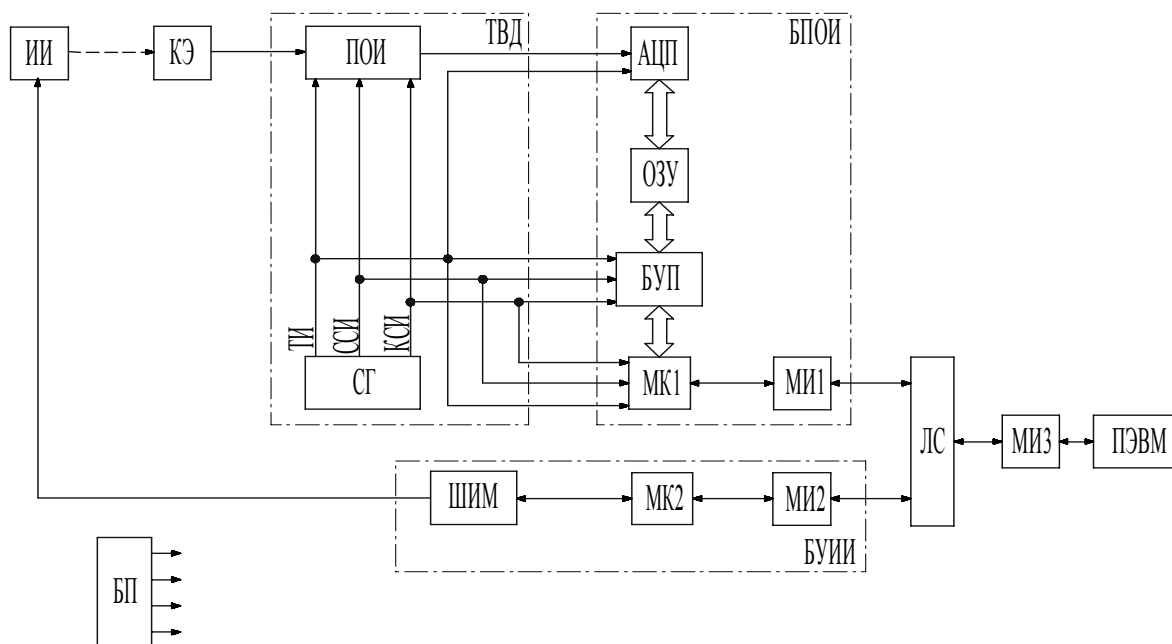 ИИ
КЭ
ПОИ
ТВД
АЦП
БПОИ
ОЗУ
БУП
ТИ
ССИ
КСИ
СГ
МК1
МИ1
ЛС
МИ3
ПЭВМ
ШИМ
МК2
МИ2
БУИИ
БП